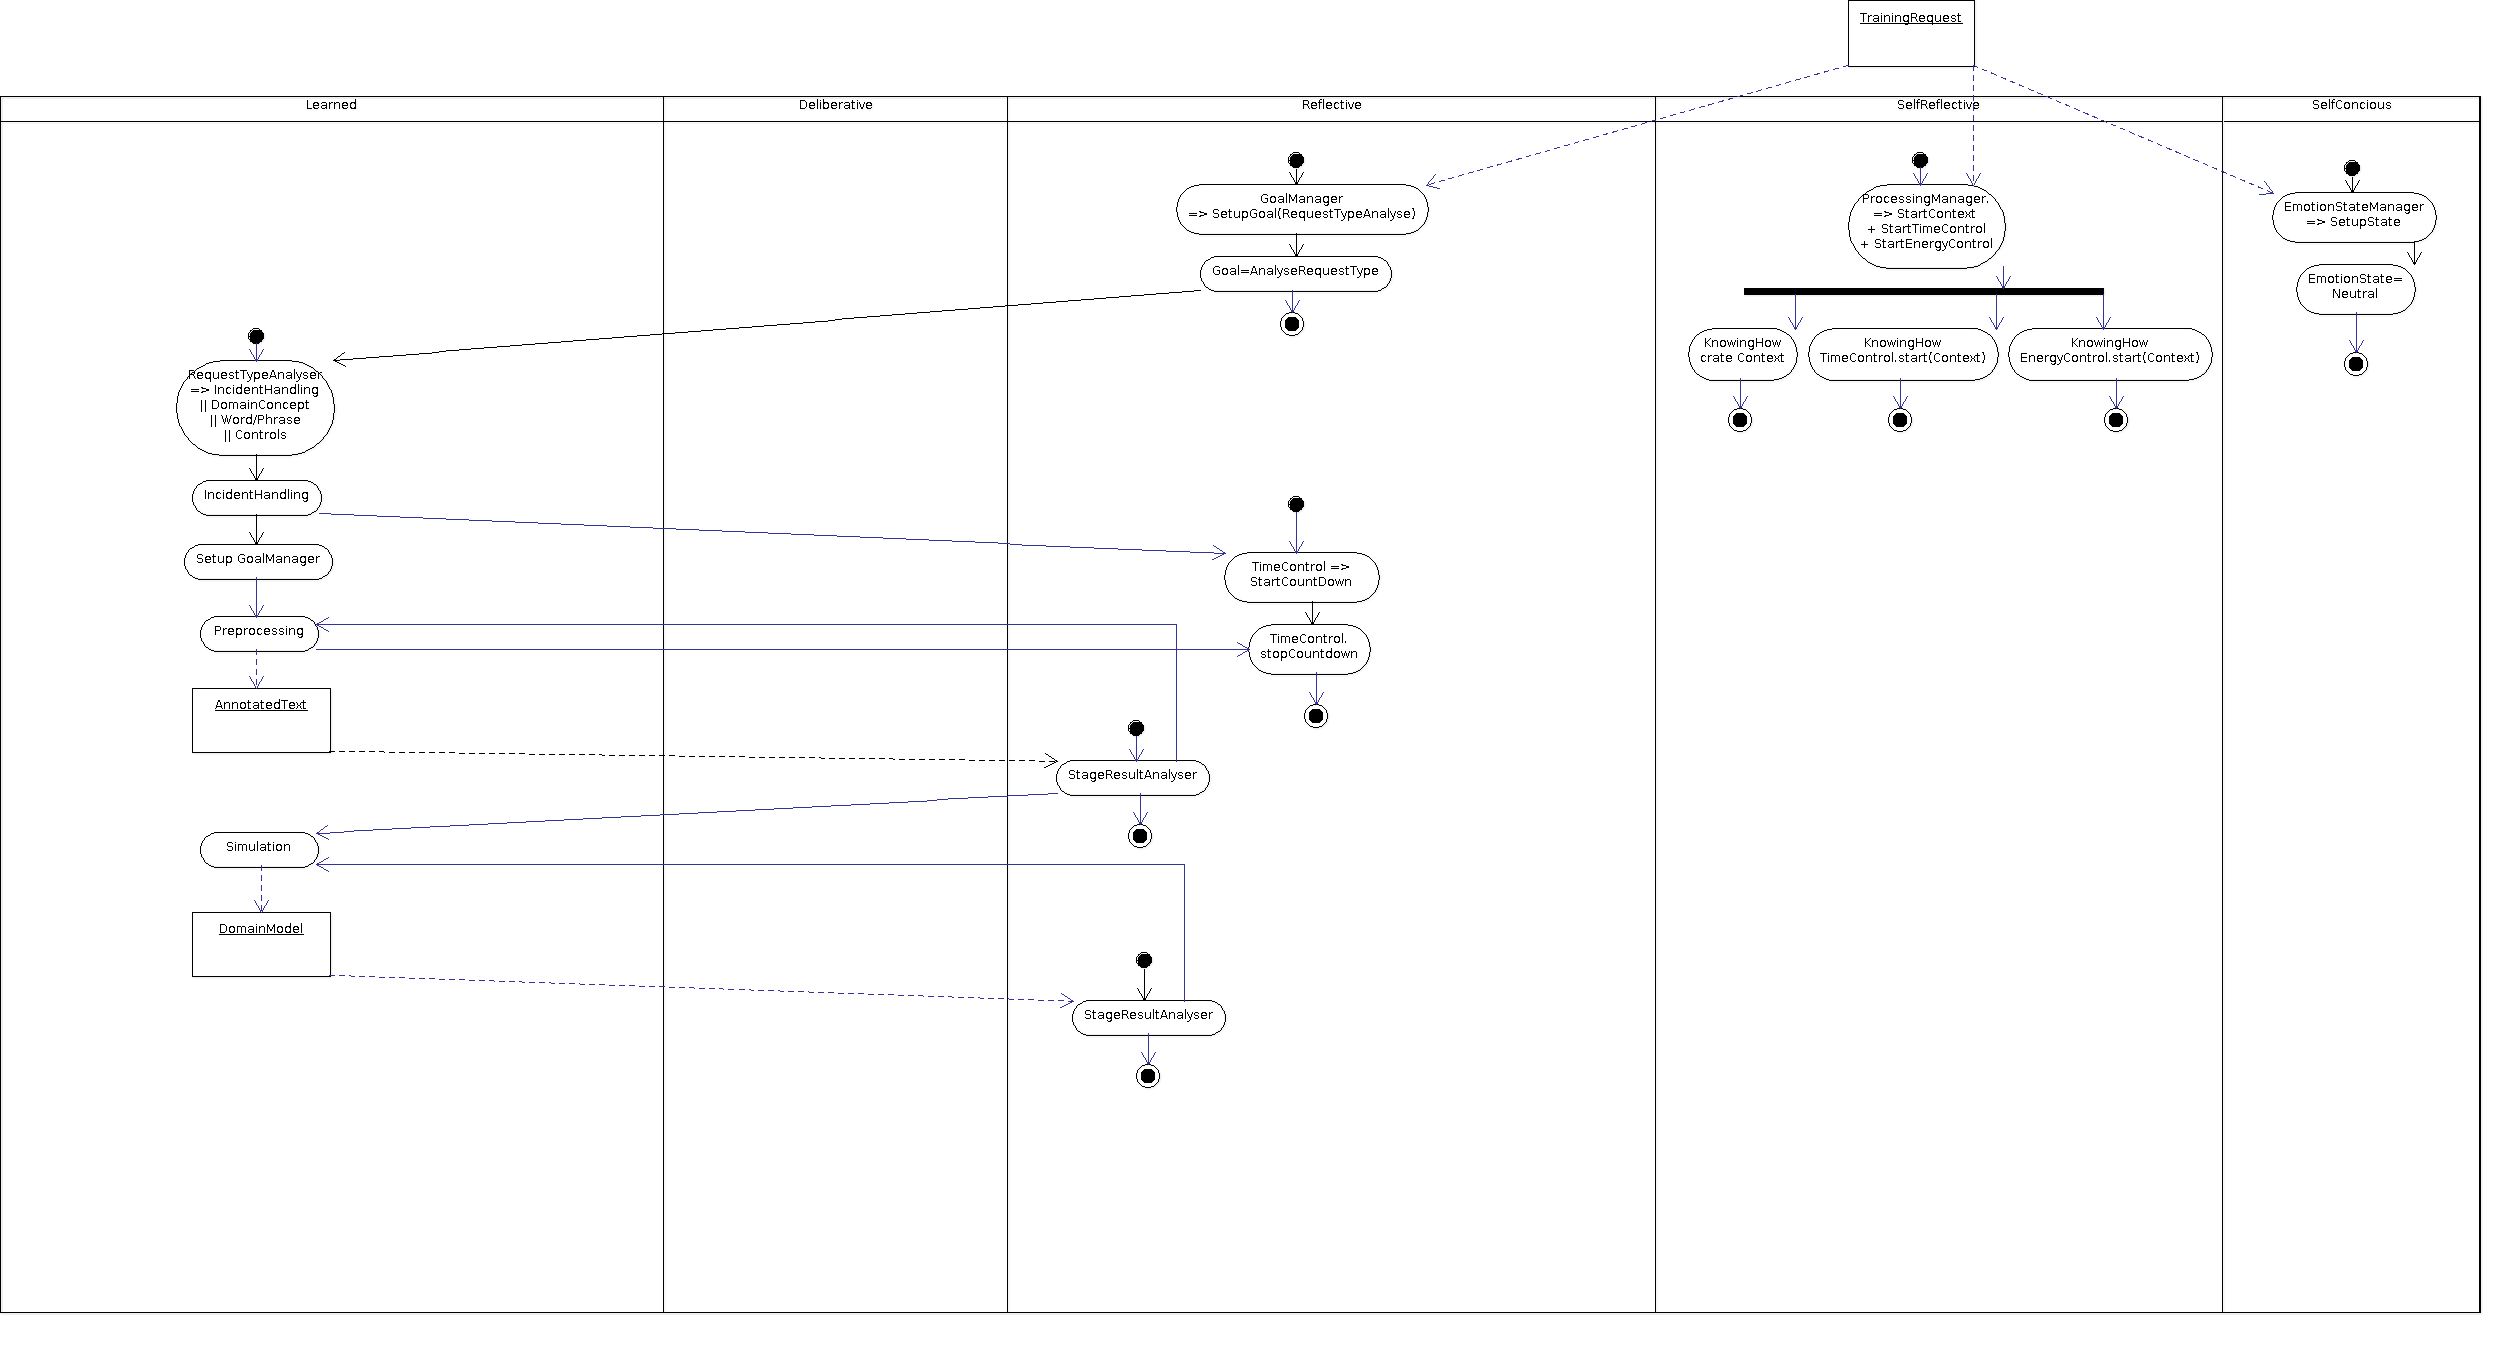 TrainingRequest
Learned
Deliberative
Reflective
SelfReflective
SelfConcious
GoalManager
=> SetupGoal(RequestTypeAnalyse)
Goal=AnalyseRequestType
ProcessingManager.
=> StartContext
+ StartTimeControl
+ StartEnergyControl
EmotionStateManager
=> SetupState
EmotionState=
Neutral
KnowingHow
crate Context
KnowingHow
TimeControl.start(Context)
KnowingHow
EnergyControl.start(Context)
RequestTypeAnalyser
=> IncidentHandling
|| DomainConcept
|| Word/Phrase
|| Controls
IncidentHandling
Setup GoalManager
TimeControl =>
StartCountDown
Preprocessing
TimeControl.
stopCountdown
AnnotatedText
StageResultAnalyser
Simulation
DomainModel
StageResultAnalyser